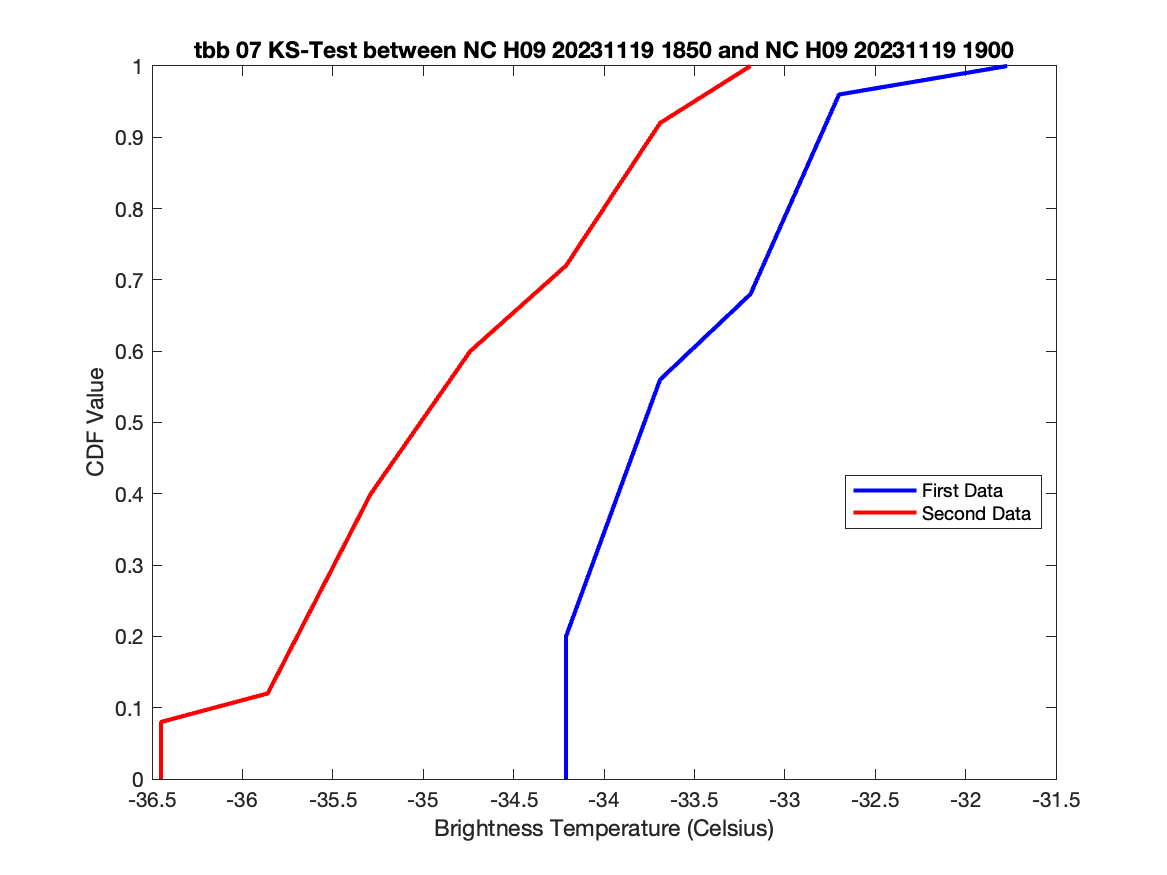 tbb 07 KS-Test between NC H09 20231119 1850 and NC H09 20231119 1900
1
0.9
0.8
0.7
0.6
0.5
0.4
0.3
0.2
0.1
0
CDF Value
First Data
Second Data
-36.5 -36 -35.5 -35 -34.5 -34 -33.5 -33 -32.5 -32 -31.5
Brightness Temperature (Celsius)